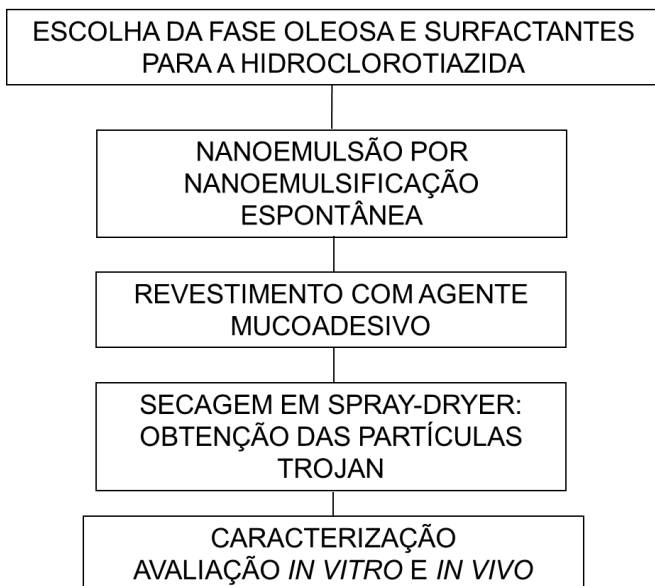 ESCOLHA DA FASE OLEOSA E SURFACTANTES
PARA A HIDROCLOROTIAZIDA
NANOEMULSÃO POR
NANOEMULSIFICAÇÃO
ESPONTÂNEA
REVESTIMENTO COM AGENTE
MUCOADESIVO
SECAGEM EM SPRAY-DRYER:
OBTENÇÃO DAS PARTÍCULAS
TROJAN
CARACTERIZAÇÃO
AVALIAÇÃO IN VITRO E IN VIVO